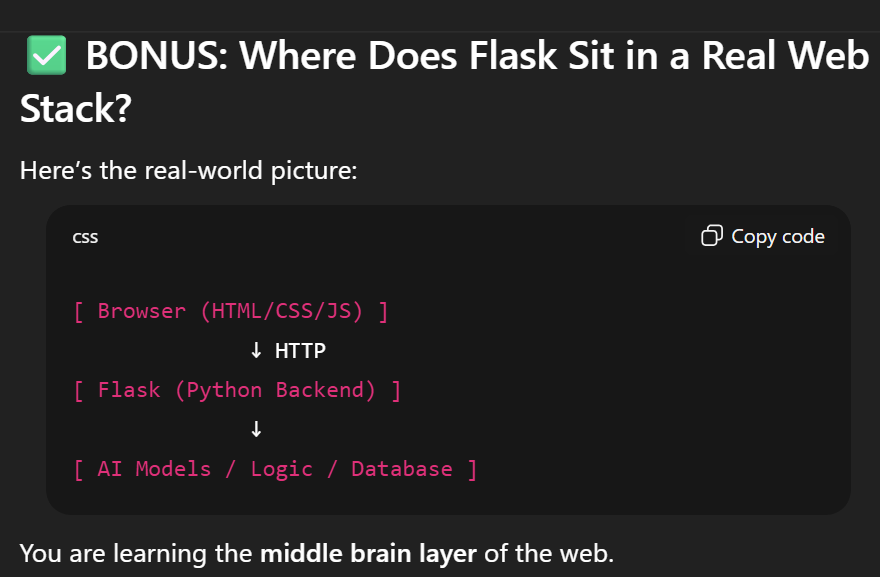 ✅ BONUS: Where Does Flask Sit in a Real Web
Stack?
Here’s the real-world picture:
css
Copy code
[ Browser (HTML/CSS/JS) ]
↓ HTTP
[ Flask (Python Backend) ]
↓
[ AI Models / Logic / Database ]
You are learning the middle brain layer of the web.